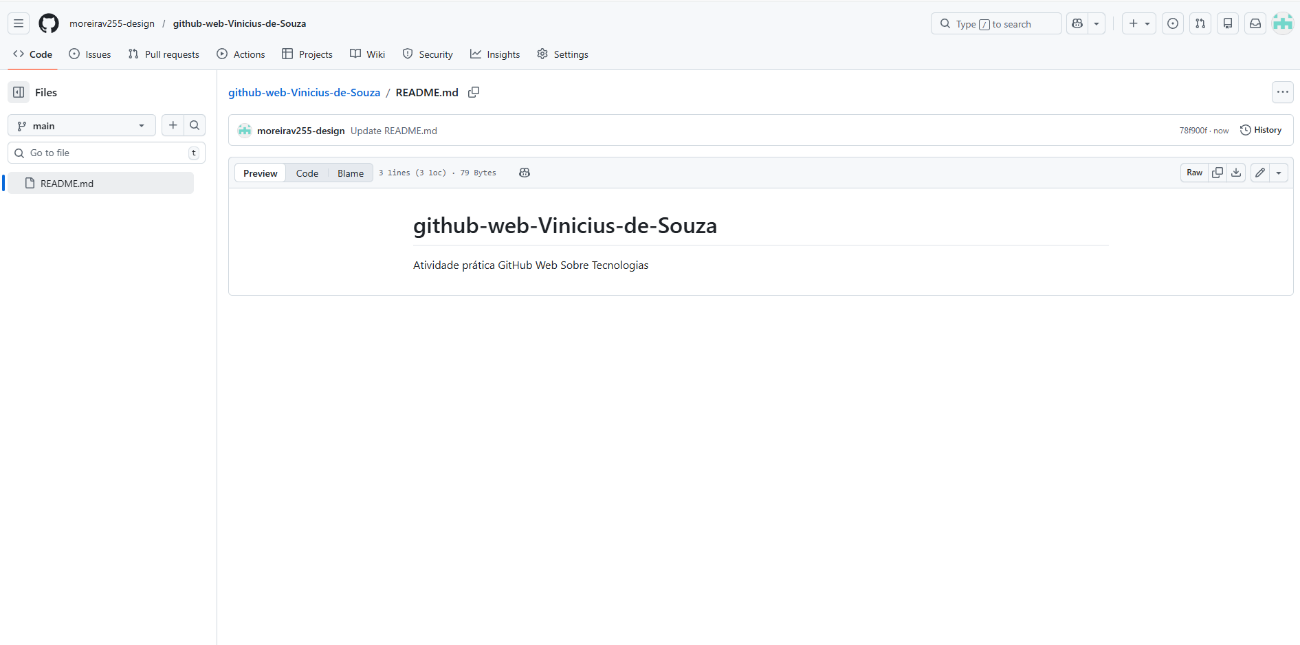 moreirav255-design / github-web-Vinicius-de-Souza
Type / to search
Code Issues Pull requests Actions Projects Wiki Security Insights Settings
Files
github-web-Vinicius-de-Souza / README.md
main
moreirav255-design Update README.md
78f900f · now History
Go to file t
Preview Code Blame 3 lines (3 loc) · 79 Bytes
Raw
README.md
github-web-Vinicius-de-Souza
Atividade prática GitHub Web Sobre Tecnologias